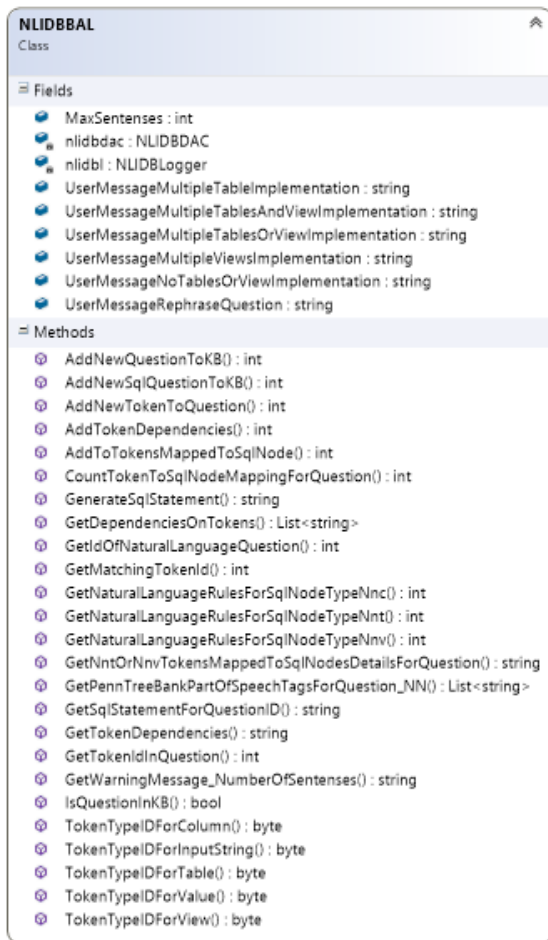 NLIDBBAL
Class
Fields
MaxSentenses : int
nlidbdac : NLIDBDAC
nlidbl : NLIDBLogger
UserMessageMultipleTableImplementation : string
UserMessageMultipleTablesAndViewImplementation : string
UserMessageMultipleTablesOrViewImplementation : string
UserMessageMultipleViewsImplementation : string
UserMessageNoTablesOrViewImplementation : string
UserMessageRephraseQuestion : string
Methods
AddNewQuestionToKB() : int
AddNewSqlQuestionToKB() : int
AddNewTokenToQuestion() : int
AddTokenDependencies() : int
AddToTokensMappedToSqlNode() : int
CountTokenToSqlNodeMappingForQuestion() : int
GenerateSqlStatement() : string
GetDependenciesOnTokens() : List<string>
GetIdOfNaturalLanguageQuestion() : int
GetMatchingTokenId() : int
GetNaturalLanguageRulesForSqlNodeTypeNnc() : int
GetNaturalLanguageRulesForSqlNodeTypeNnt() : int
GetNaturalLanguageRulesForSqlNodeTypeNnv() : int
GetNntOrNnvTokensMappedToSqlNodesDetailsForQuestion() : string
GetPennTreeBankPartOfSpeechTagsForQuestion_NN() : List<string>
GetSqlStatementForQuestionID() : string
GetTokenDependencies() : string
GetTokenIdInQuestion() : int
GetWarningMessage_NumberOfSentenses() : string
IsQuestionInKB() : bool
TokenTypeIDForColumn() : byte
TokenTypeIDForInputString() : byte
TokenTypeIDForTable() : byte
TokenTypeIDForValue() : byte
TokenTypeIDForView() : byte